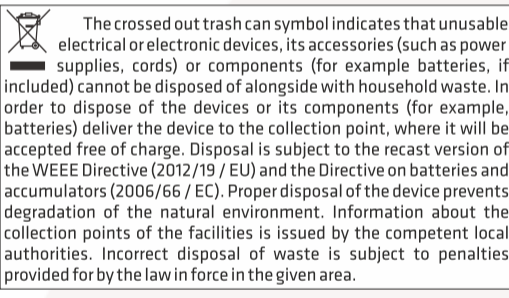 The crossed out trash can symbol indicates that unusable
electrical or electronic devices, its accessories (such as power
supplies, cords) or components (for example batteries, if
included) cannot be disposed of alongside with household waste. In
order to dispose of the devices or its components (for example,
batteries) deliver the device to the collection point, where it will be
accepted free of charge. Disposal is subject to the recast version of
the WEEE Directive (2012/19 / EU) and the Directive on batteries and
accumulators (2006/66 / EC). Proper disposal of the device prevents
degradation of the natural environment. Information about the
collection points of the facilities is issued by the competent local
authorities. Incorrect disposal of waste is subject to penalties
provided for by the law in force in the given area.